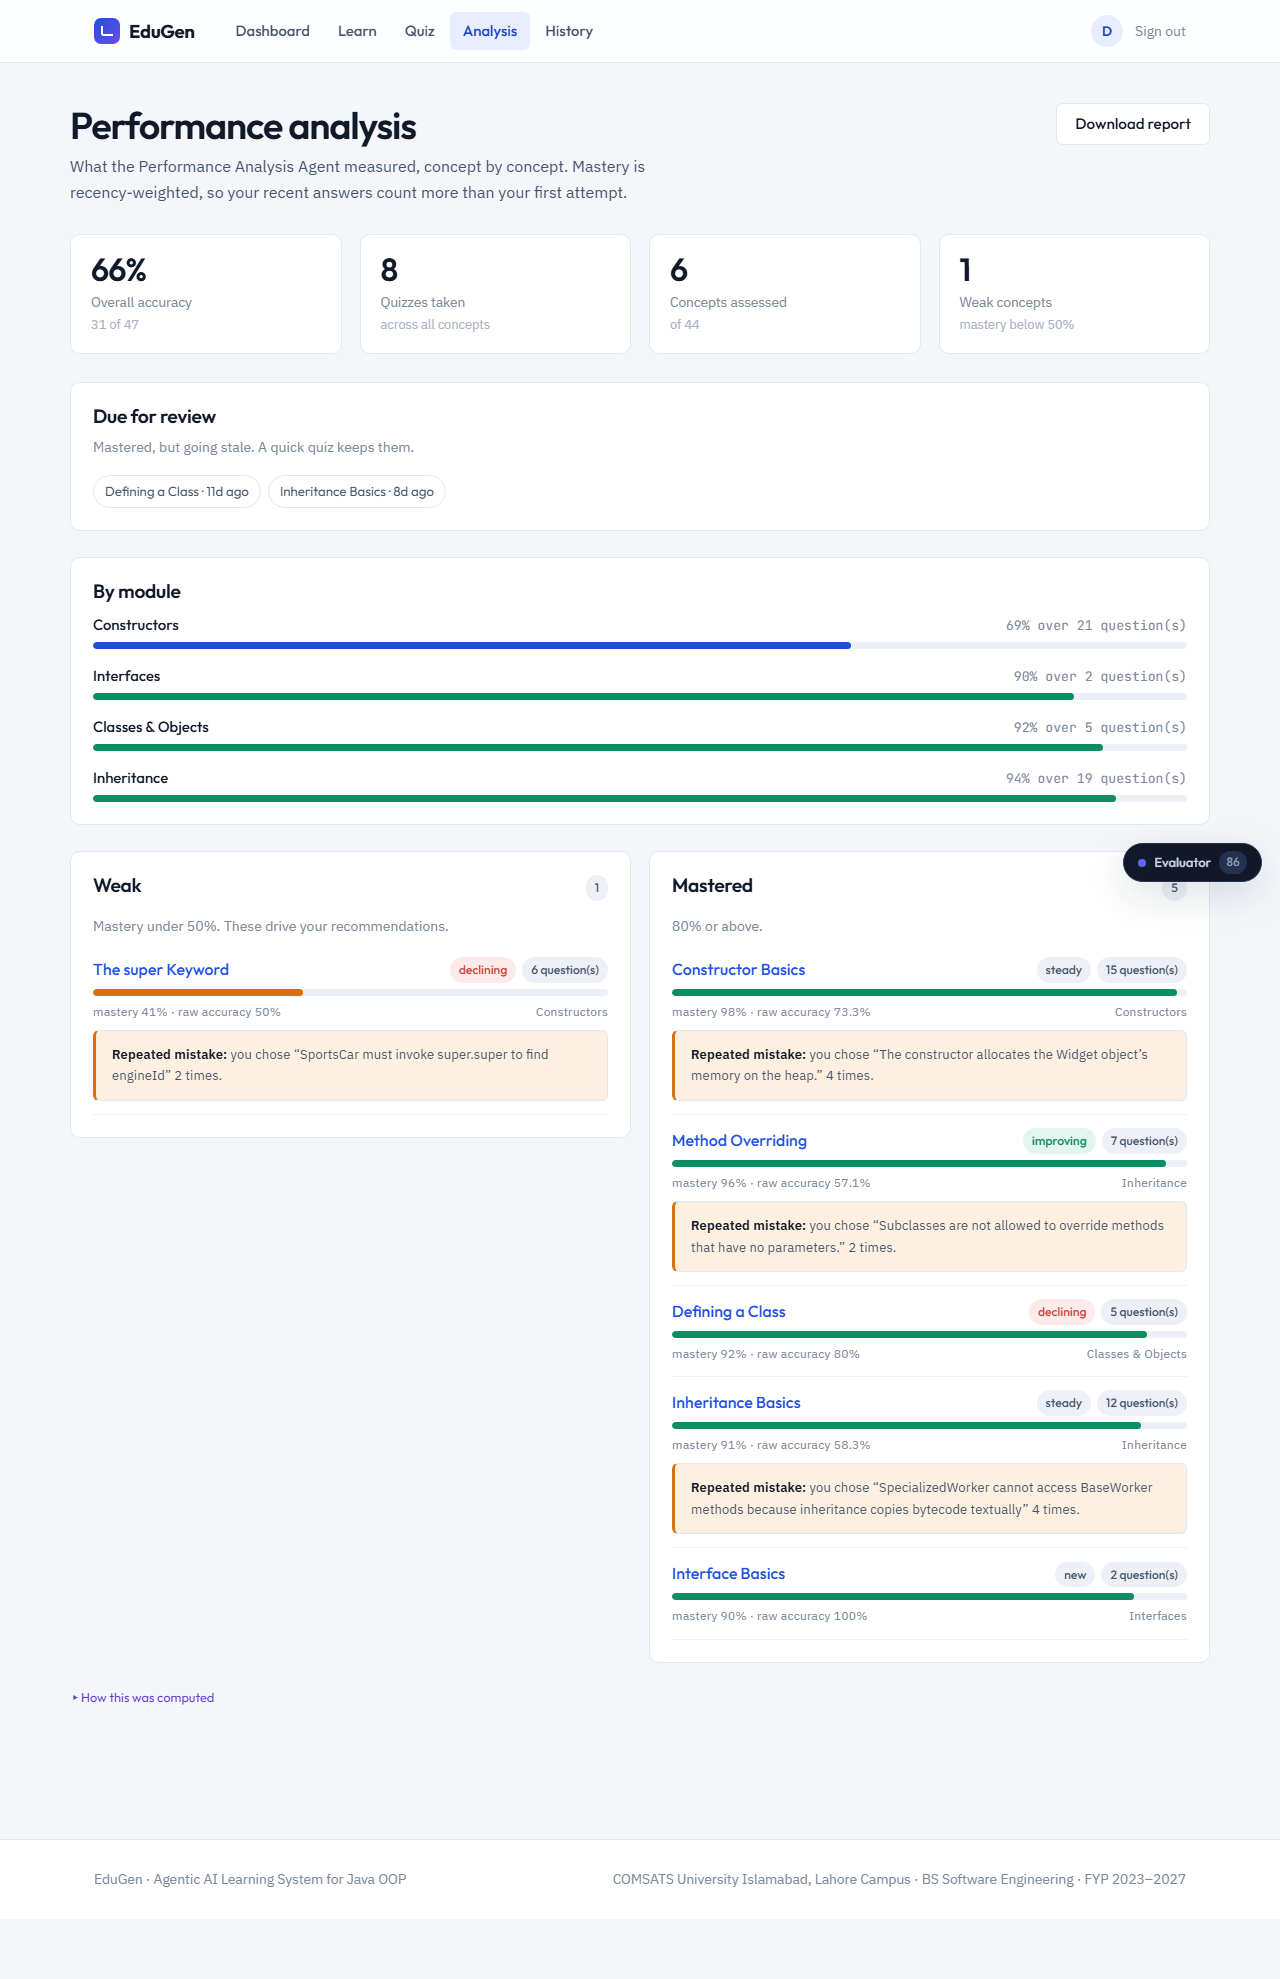 EduGen
Dashboard
Learn
Quiz
Analysis
History
D
Sign out
Performance analysis
Download report
What the Performance Analysis Agent measured, concept by concept. Mastery is
recency-weighted, so your recent answers count more than your first attempt.
66%
Overall accuracy
31 of 47
8
Quizzes taken
across all concepts
6
Concepts assessed
of 44
1
Weak concepts
mastery below 50%
Due for review
Mastered, but going stale. A quick quiz keeps them.
Defining a Class · 11d ago
Inheritance Basics · 8d ago
By module
Constructors
69% over 21 question(s)
Interfaces
90% over 2 question(s)
Classes & Objects
92% over 5 question(s)
Inheritance
94% over 19 question(s)
Evaluator 86
Weak
1
Mastery under 50%. These drive your recommendations.
The super Keyword
declining
6 question(s)
mastery 41% · raw accuracy 50%
Constructors
Repeated mistake: you chose “SportsCar must invoke super.super to find
engineId” 2 times.
Mastered
5
80% or above.
Constructor Basics
steady
15 question(s)
mastery 98% · raw accuracy 73.3%
Constructors
Repeated mistake: you chose “The constructor allocates the Widget object’s
memory on the heap.” 4 times.
Method Overriding
improving
7 question(s)
mastery 96% · raw accuracy 57.1%
Inheritance
Repeated mistake: you chose “Subclasses are not allowed to override methods
that have no parameters.” 2 times.
Defining a Class
declining
5 question(s)
mastery 92% · raw accuracy 80%
Classes & Objects
Inheritance Basics
steady
12 question(s)
mastery 91% · raw accuracy 58.3%
Inheritance
Repeated mistake: you chose “SpecializedWorker cannot access BaseWorker
methods because inheritance copies bytecode textually” 4 times.
Interface Basics
new
2 question(s)
mastery 90% · raw accuracy 100%
Interfaces
‣ How this was computed
EduGen · Agentic AI Learning System for Java OOP
COMSATS University Islamabad, Lahore Campus · BS Software Engineering · FYP 2023–2027